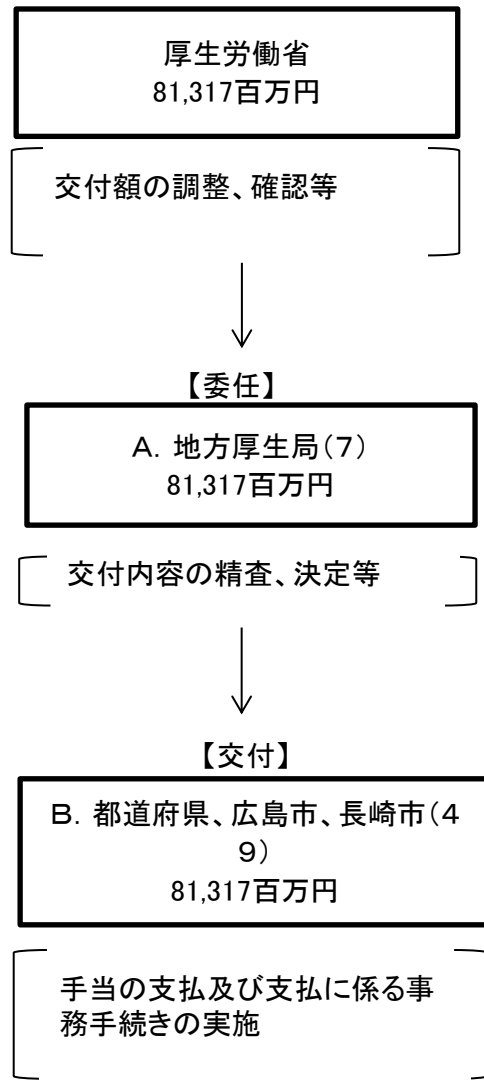 厚生労働省
81,317百万円
交付額の調整、確認等
【委任】
A. 地方厚生局(7)
81,317百万円
交付内容の精査、決定等
【交付】
B. 都道府県、広島市、長崎市(4
9)
81,317百万円
手当の支払及び支払に係る事
務手続きの実施